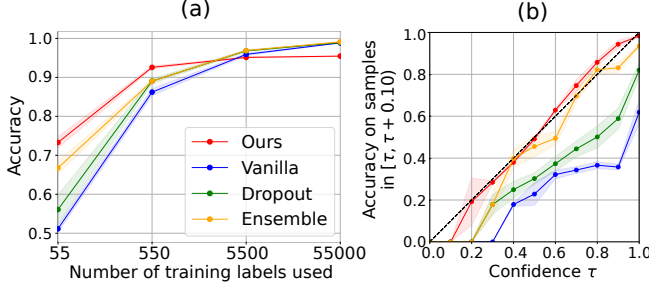 (a)
1.0
0.9
0.8
0.7
0.6
0.5
Accuracy
Ours
Vanilla
Dropout
Ensemble
55
550
5500
55000
Number of training labels used
(b)
1.0
0.8
0.6
0.4
0.2
0.0
Accuracy on samples
in [τ, τ + 0.10)
0.0
0.2
0.4
0.6
0.8
1.0
Confidence τ